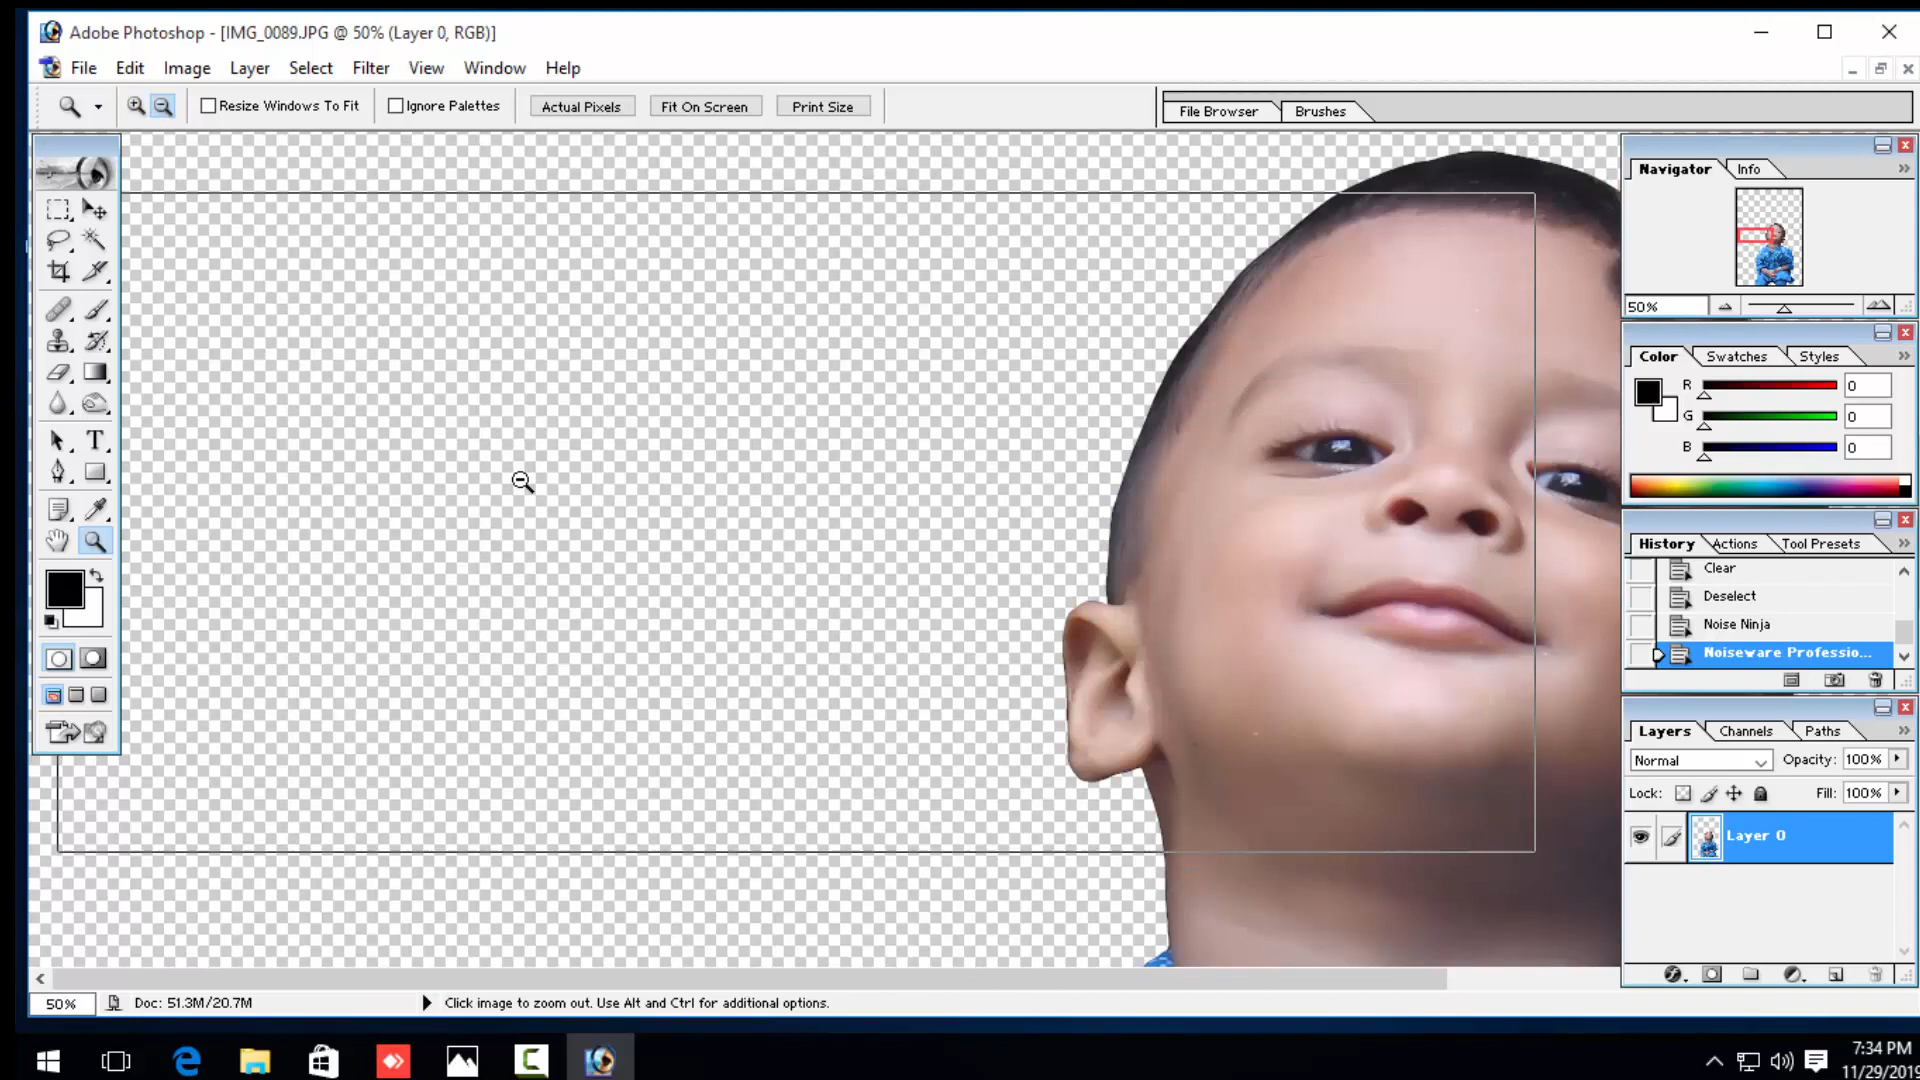 Adobe Photoshop - [IMG_0089.JPG @ 50% (Layer 0, RGB)]
File Edit Image Layer Select Filter View Window Help
Resize Windows To Fit Ignore Palettes Actual Pixels Fit On Screen Print Size File Browser Brushes
Navigator Info
50%
Color Swatches Styles
R 0
G 0
B 0
History Actions Tool Presets
Clear
Deselect
Noise Ninja
Noiseware Professio...
Layers Channels Paths
Normal Opacity: 100%
Lock: Fill: 100%
Layer 0
50% Doc: 51.3M/20.7M Click image to zoom out. Use Alt and Ctrl for additional options.
7:34 PM
11/29/2019